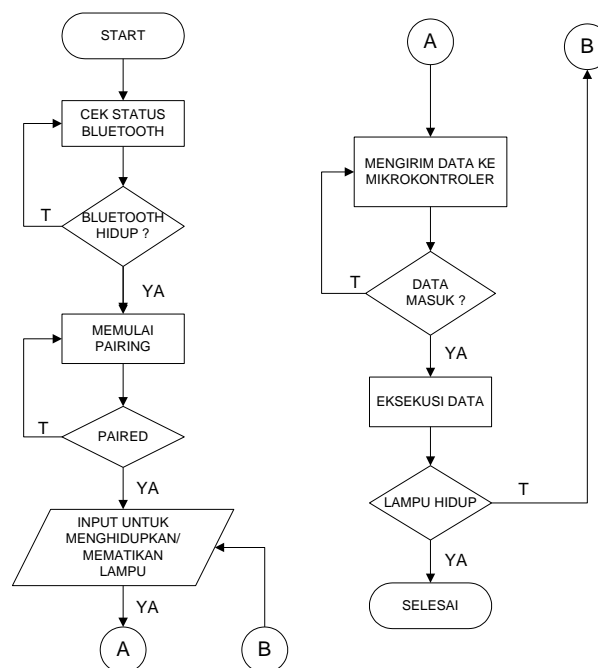 START
CEK STATUS
BLUETOOTH
BLUETOOTH
HIDUP ?
T
YA
MEMULAI
PAIRING
PAIRED
T
YA
INPUT UNTUK
MENGHIDUPKAN/
MEMATIKAN
LAMPU
YA
A
B
A
B
MENGIRIM DATA KE
MIKROKONTROLER
DATA
MASUK ?
T
YA
EKSEKUSI DATA
LAMPU HIDUP
T
YA
SELESAI